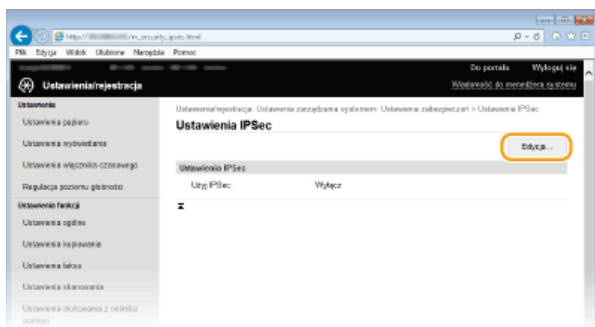 http://
/m_security_ipsec.html
Plik Edycja Widok Ulubione Narzędzia Pomoc
Do portalu Wyloguj się
Ustawienia/rejestracja
Wiadomość do menedżera systemu
Ustawienia
Ustawienia/rejestracja: Ustawienia zarządzania systemem: Ustawienia zabezpieczeń > Ustawienia IPSec
Ustawienia papieru
Ustawienia IPSec
Ustawienia wyświetlania
Edycja...
Ustawienia włącznika czasowego
Ustawienia IPSec
Regulacja poziomu głośności
Użyj IPSec: Wyłącz
Ustawienia funkcji
Ustawienia ogólne
Ustawienia kopiowania
Ustawienia faksu
Ustawienia skanowania
Ustawienia drukowania z nośnika
pamięci